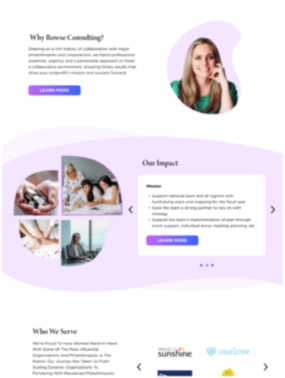 Why Rowse Consulting?
Drawing on a rich history of collaboration with major
philanthropists and corporations, we blend professional
expertise, urgency, and a personable approach to foster
a collaborative environment, ensuring timely results that
drive your nonprofit's mission and success forward.
LEARN MORE
Our Impact
Mentor
Support national team and all regions with
fundraising plans and mapping for the fiscal year
Give the team a strong partner to rely on with
strategy.
Support the team's implementation of plan through
event support, individual donor meeting planning, etc
LEARN MORE
Who We Serve
We're Proud To Have Worked Hand-In-Hand
With Some Of The Most Influential
Organizations And Philanthropists In The
Nation. Our Journey Has Taken Us From
Scaling Dynamic Organizations To
Partnering With Renowned Philanthropists.
PROJECT
sunshine
onelove